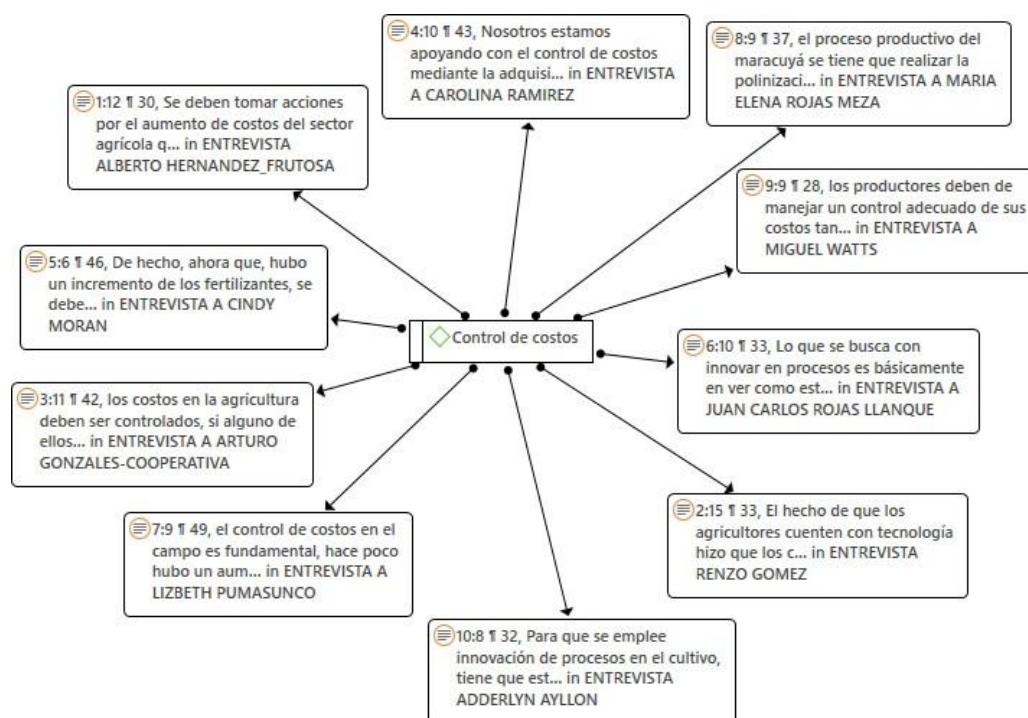 4:10 ¶ 43, Nosotros estamos
apoyando con el control de costos
mediante la adquisi... in ENTREVISTA
A CAROLINA RAMIREZ
8:9 ¶ 37, el proceso productivo del
maracuyá se tiene que realizar la
polinizaci... in ENTREVISTA A MARIA
ELENA ROJAS MEZA
1:12 ¶ 30, Se deben tomar acciones
por el aumento de costos del sector
agrícola q... in ENTREVISTA
ALBERTO HERNANDEZ_FRUTOSA
9:9 ¶ 28, los productores deben de
manejar un control adecuado de sus
costos tan... in ENTREVISTA A
MIGUEL WATTS
5:6 ¶ 46, De hecho, ahora que, hubo
un incremento de los fertilizantes, se
debe... in ENTREVISTA A CINDY
MORAN
Control de costos
6:10 ¶ 33, Lo que se busca con
innovar en procesos es básicamente
en ver como est... in ENTREVISTA A
JUAN CARLOS ROJAS LLANQUE
3:11 ¶ 42, los costos en la agricultura
deben ser controlados, si alguno de
ellos... in ENTREVISTA A ARTURO
GONZALES-COOPERATIVA
7:9 ¶ 49, el control de costos en el
campo es fundamental, hace poco
hubo un aum... in ENTREVISTA A
LIZBETH PUMASUNCO
2:15 ¶ 33, El hecho de que los
agricultores cuenten con tecnología
hizo que los c... in ENTREVISTA
RENZO GOMEZ
10:8 ¶ 32, Para que se emplee
innovación de procesos en el cultivo,
tiene que est... in ENTREVISTA
ADDERLYN AYLLON